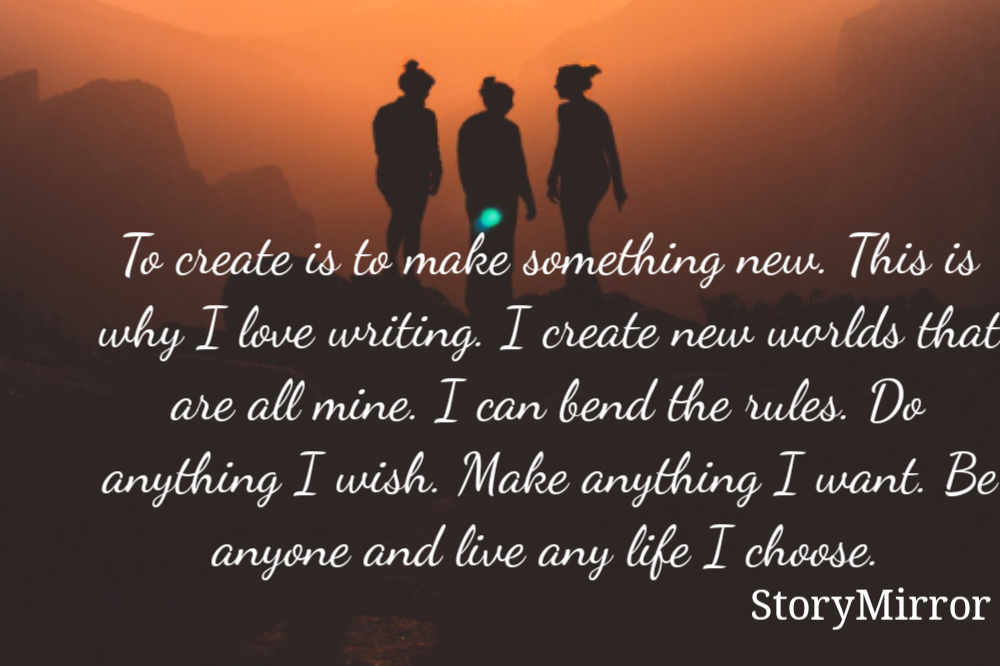 To create is to make something new. This is
why I love writing. I create new worlds that
are all mine. I can bend the rules. Do
anything I wish. Make anything I want. Be
anyone and live any life I choose.
StoryMirror